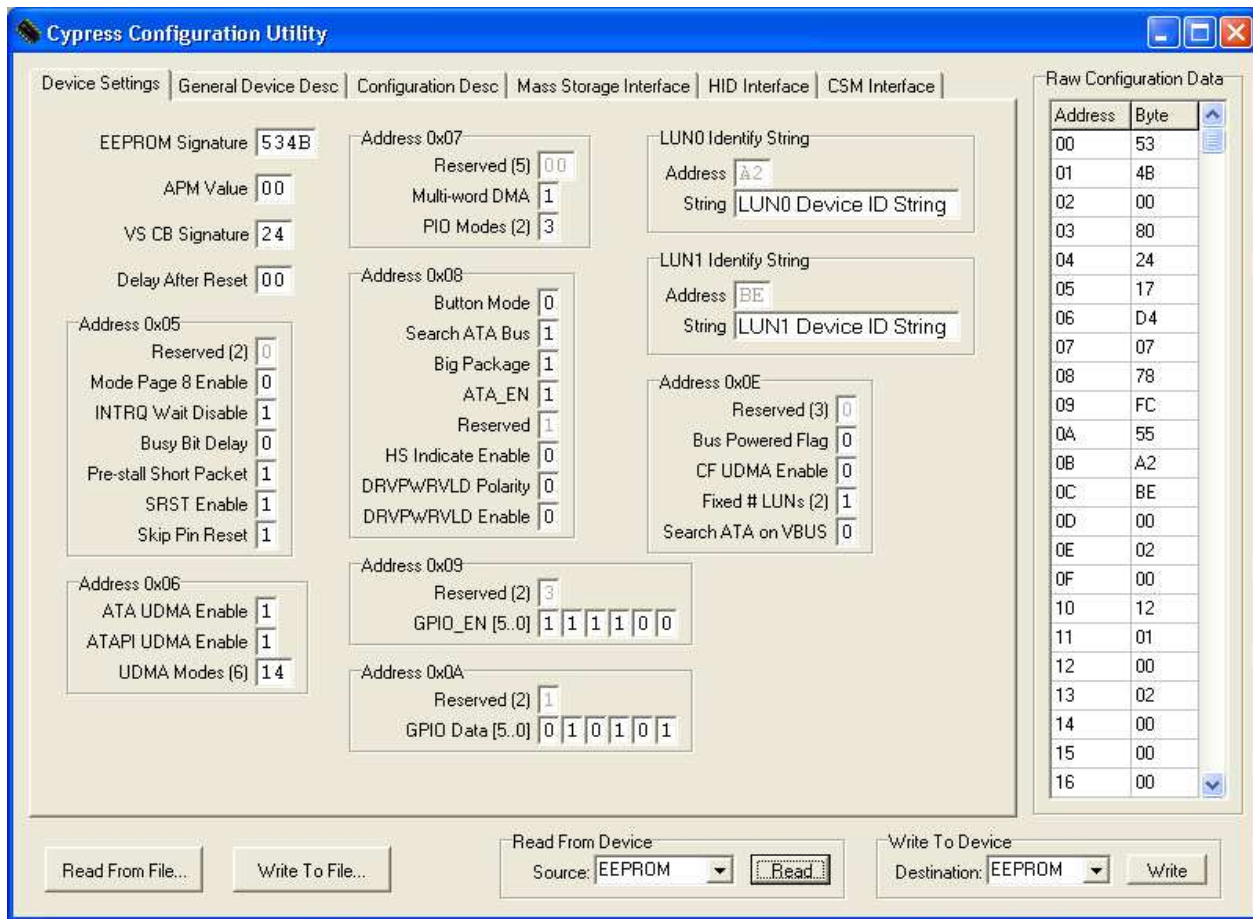 Cypress Configuration Utility
Device Settings General Device Desc Configuration Desc Mass Storage Interface HID Interface CSM Interface
EEPROM Signature 534B
APM Value 00
VS CB Signature 24
Delay After Reset 00
Address 0x05
Reserved (2) 0
Mode Page 8 Enable 0
INTRQ Wait Disable 1
Busy Bit Delay 0
Pre-stall Short Packet 1
SRST Enable 1
Skip Pin Reset 1
Address 0x06
ATA UDMA Enable 1
ATAPI UDMA Enable 1
UDMA Modes (6) 14
Address 0x07
Reserved (5) 00
Multi-word DMA 1
PIO Modes (2) 3
Address 0x08
Button Mode 0
Search ATA Bus 1
Big Package 1
ATA_EN 1
Reserved 1
HS Indicate Enable 0
DRVPWRVLD Polarity 0
DRVPWRVLD Enable 0
Address 0x09
Reserved (2) 3
GPIO_EN [5..0] 1 1 1 1 0 0
Address 0x0A
Reserved (2) 1
GPIO Data [5..0] 0 1 0 1 0 1
LUN0 Identify String
Address A2
String LUN0 Device ID String
LUN1 Identify String
Address BE
String LUN1 Device ID String
Address 0x0E
Reserved (3) 0
Bus Powered Flag 0
CF UDMA Enable 0
Fixed # LUNs (2) 1
Search ATA on VBUS 0
Raw Configuration Data
Address Byte
00 53
01 4B
02 00
03 80
04 24
05 17
06 D4
07 07
08 78
09 FC
0A 55
0B A2
0C BE
0D 00
0E 02
0F 00
10 12
11 01
12 00
13 02
14 00
15 00
16 00
Read From File... Write To File...
Read From Device
Source: EEPROM Read
Write To Device
Destination: EEPROM Write